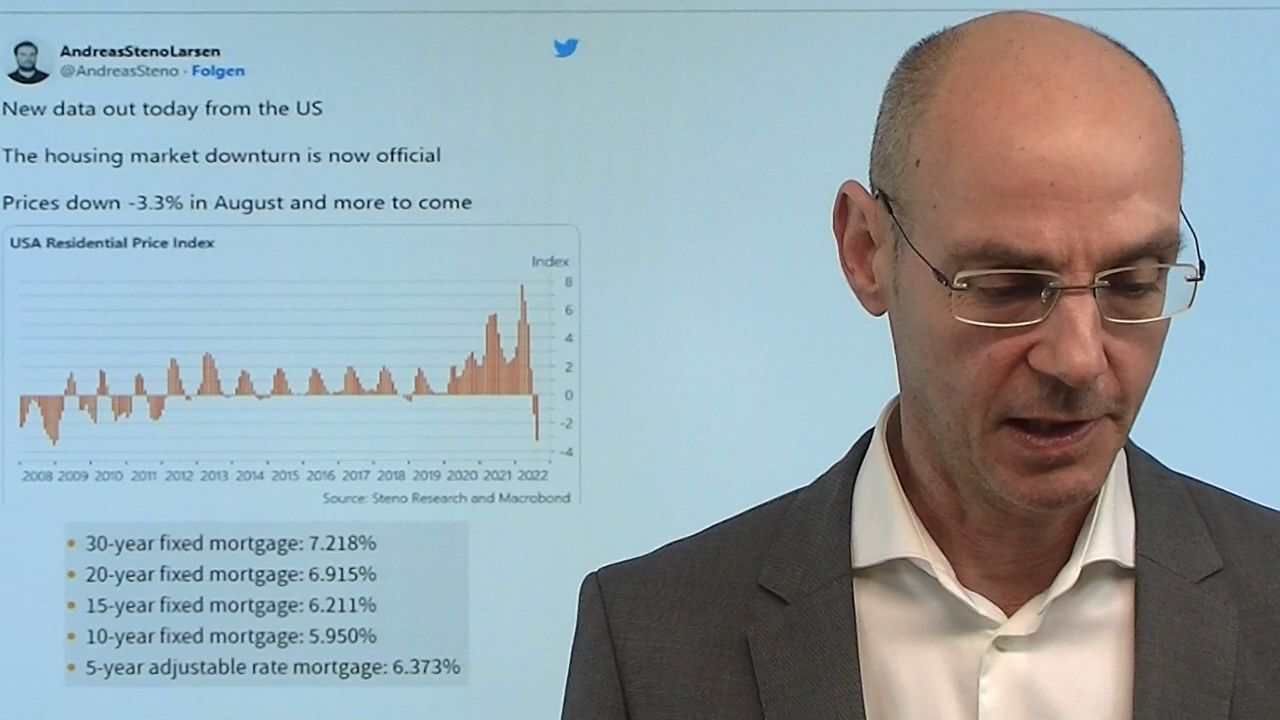 AndreasStenoLarsen
@AndreasSteno · Folgen
New data out today from the US
The housing market downturn is now official
Prices down -3.3% in August and more to come
USA Residential Price Index
Index
8
6
4
2
0
-2
-4
2008 2009 2010 2011 2012 2013 2014 2015 2016 2017 2018 2019 2020 2021 2022
Source: Steno Research and Macrobond
• 30-year fixed mortgage: 7.218%
• 20-year fixed mortgage: 6.915%
• 15-year fixed mortgage: 6.211%
• 10-year fixed mortgage: 5.950%
• 5-year adjustable rate mortgage: 6.373%